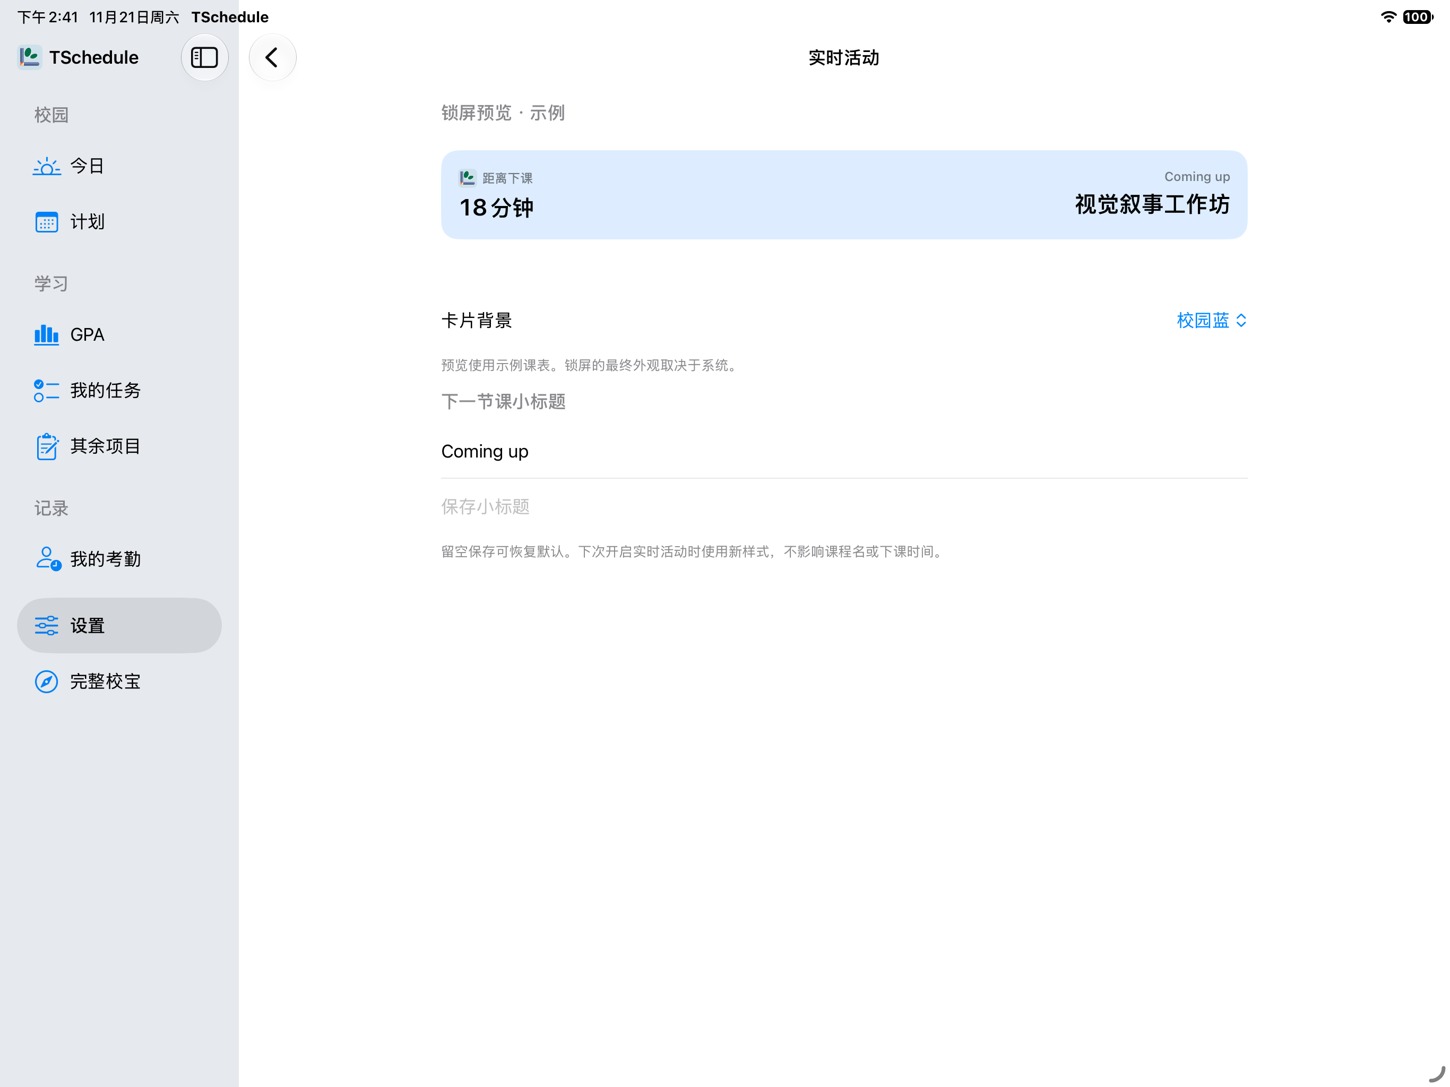 下午2:41 11月21日周六 TSchedule
100
TSchedule
校园
今日
计划
学习
GPA
我的任务
其余项目
记录
我的考勤
设置
完整校宝
实时活动
锁屏预览 · 示例
距离下课
18分钟
Coming up
视觉叙事工作坊
卡片背景
校园蓝
预览使用示例课表。锁屏的最终外观取决于系统。
下一节课小标题
Coming up
保存小标题
留空保存可恢复默认。下次开启实时活动时使用新样式，不影响课程名或下课时间。